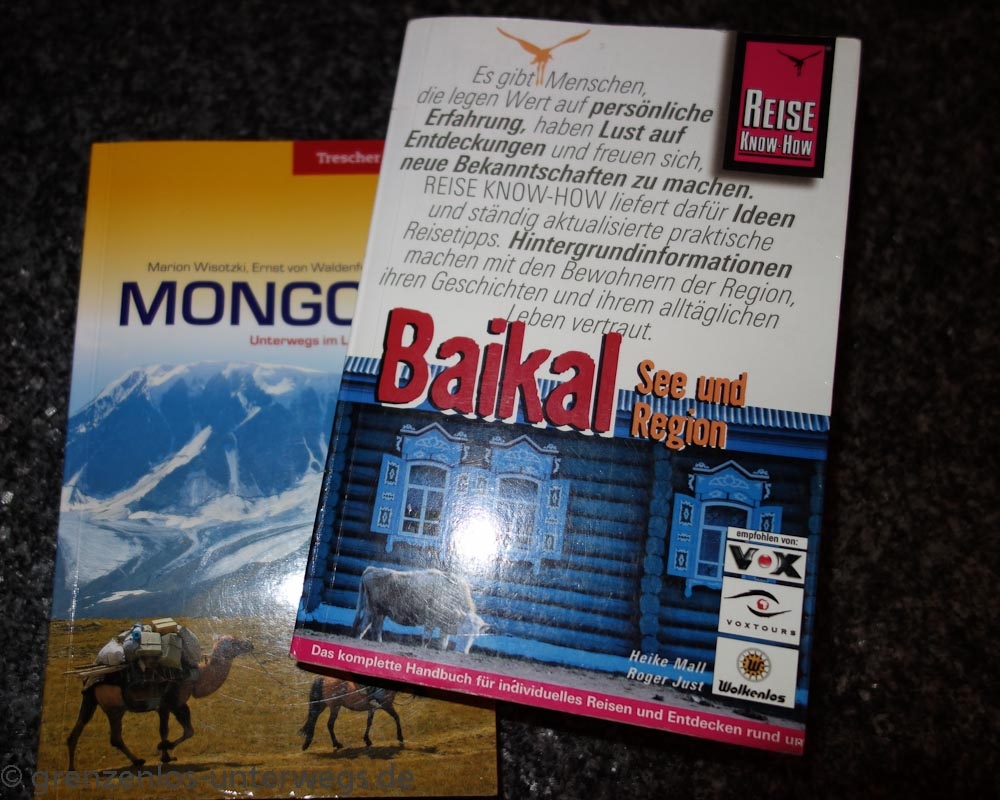 Trescher
Marion Wisotzki, Ernst von Waldenf
MONGO
Unterwegs im L
Es gibt Menschen,
die legen Wert auf persönliche
Erfahrung, haben Lust auf
Entdeckungen und freuen sich,
neue Bekanntschaften zu machen.
REISE KNOW-HOW liefert dafür Ideen
und ständig aktualisierte praktische
Reisetipps. Hintergrundinformationen
machen mit den Bewohnern der Region,
ihren Geschichten und ihrem alltäglichen
Leben vertraut.
REISE
KNOW-HOW
Baikal
See und
Region
empfohlen von:
VOX
VOXTOURS
Wolkenlos
Heike Mall
Roger Just
Das komplette Handbuch für individuelles Reisen und Entdecken rund um
© grenzenlos-unterwegs.de